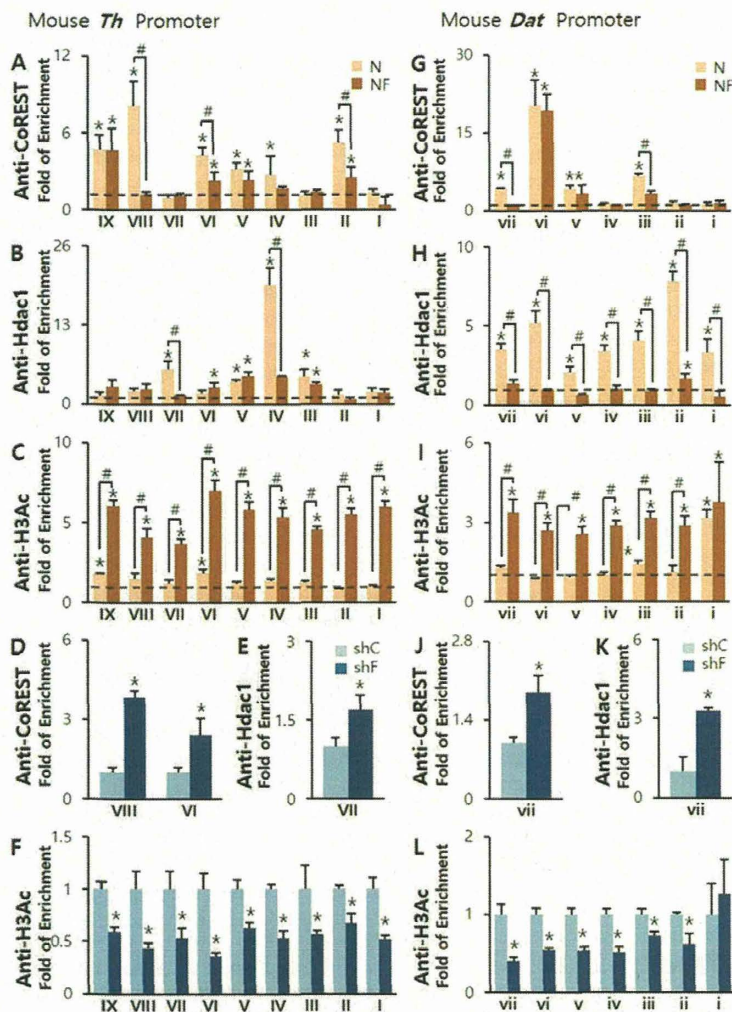 Mouse Th Promoter
Mouse Dat Promoter
A
Anti-CoREST
Fold of Enrichment
12
6
0
N
NF
* * * # * # * * * * * #
IX VIII VII VI V IV III II I
G
Anti-CoREST
Fold of Enrichment
30
15
0
N
NF
* # * * ** * #
vii vi v iv iii ii i
B
Anti-Hdac1
Fold of Enrichment
26
13
0
* # * * * * # * *
IX VIII VII VI V IV III II I
H
Anti-Hdac1
Fold of Enrichment
10
5
0
* # * # * # * # * # * # * * #
vii vi v iv iii ii i
C
Anti-H3Ac
Fold of Enrichment
10
5
0
* # * # * # * * # * # * # * # * # * # *
IX VIII VII VI V IV III II I
I
Anti-H3Ac
Fold of Enrichment
6
3
0
# * # * # * # * * # * # * * *
vii vi v iv iii ii i
D
Anti-CoREST
Fold of Enrichment
6
3
0
* *
VIII VI
E
Anti-Hdac1
Fold of Enrichment
3
1.5
0
shC
shF
*
VII
J
Anti-CoREST
Fold of Enrichment
2.8
1.4
0
*
vii
K
Anti-Hdac1
Fold of Enrichment
6
3
0
shC
shF
*
vii
F
Anti-H3Ac
Fold of Enrichment
1.5
1
0.5
0
* * * * * * * * *
IX VIII VII VI V IV III II I
L
Anti-H3Ac
Fold of Enrichment
2
1
0
* * * * * *
vii vi v iv iii ii i